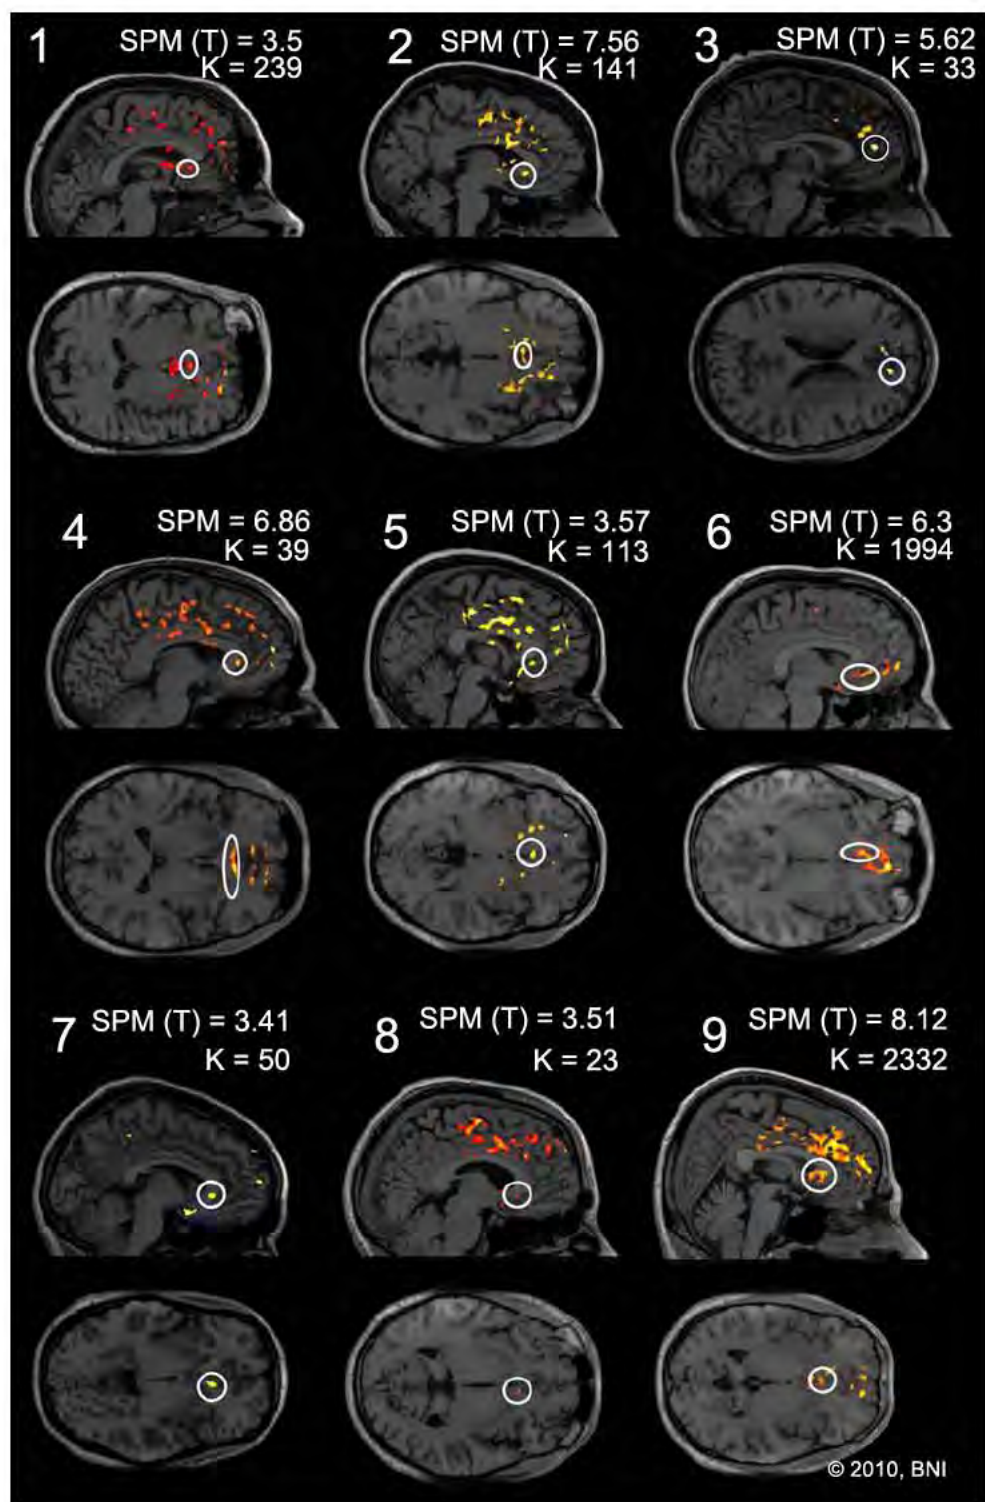 1
SPM (T) = 3.5
K = 239
2
SPM (T) = 7.56
K = 141
3
SPM (T) = 5.62
K = 33
4
SPM = 6.86
K = 39
5
SPM (T) = 3.57
K = 113
6
SPM (T) = 6.3
K = 1994
7
SPM (T) = 3.41
K = 50
8
SPM (T) = 3.51
K = 23
9
SPM (T) = 8.12
K = 2332
© 2010, BNI